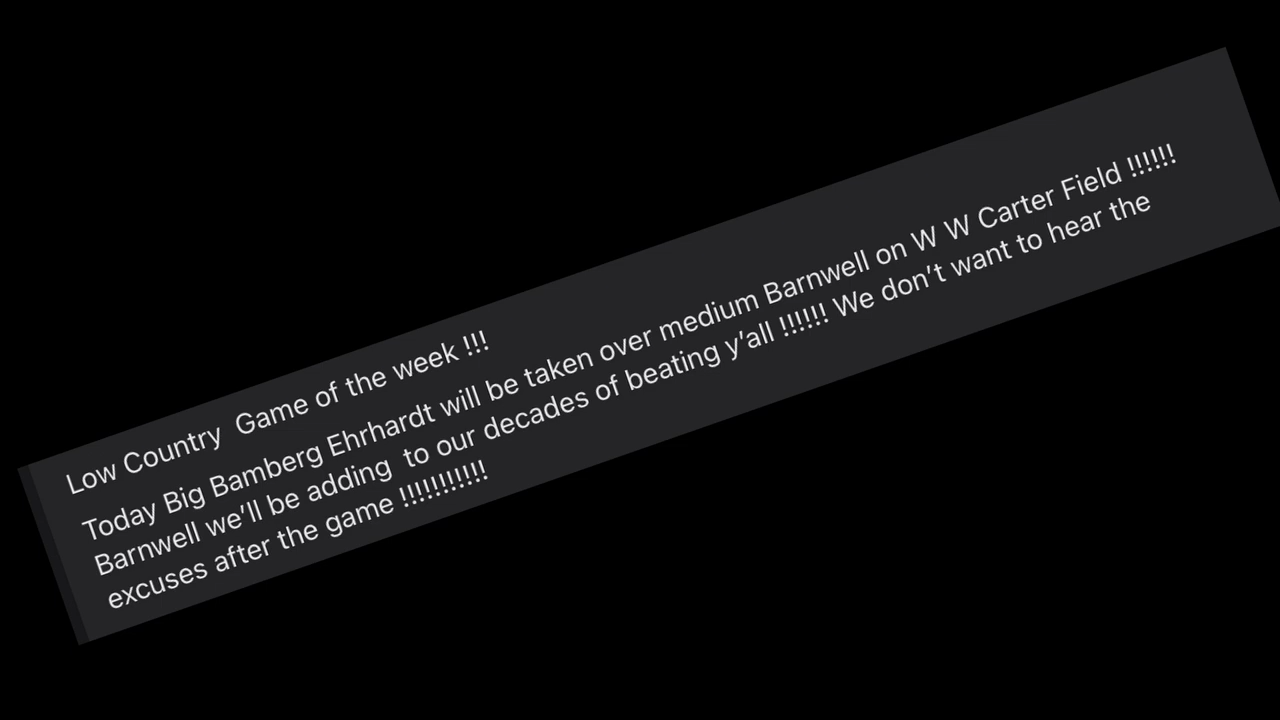 Low Country  Game of the week !!!
Today Big Bamberg Ehrhardt will be taken over medium Barnwell on W W Carter Field !!!!!!
Barnwell we’ll be adding  to our decades of beating y’all !!!!!! We don’t want to hear the
excuses after the game !!!!!!!!!!!